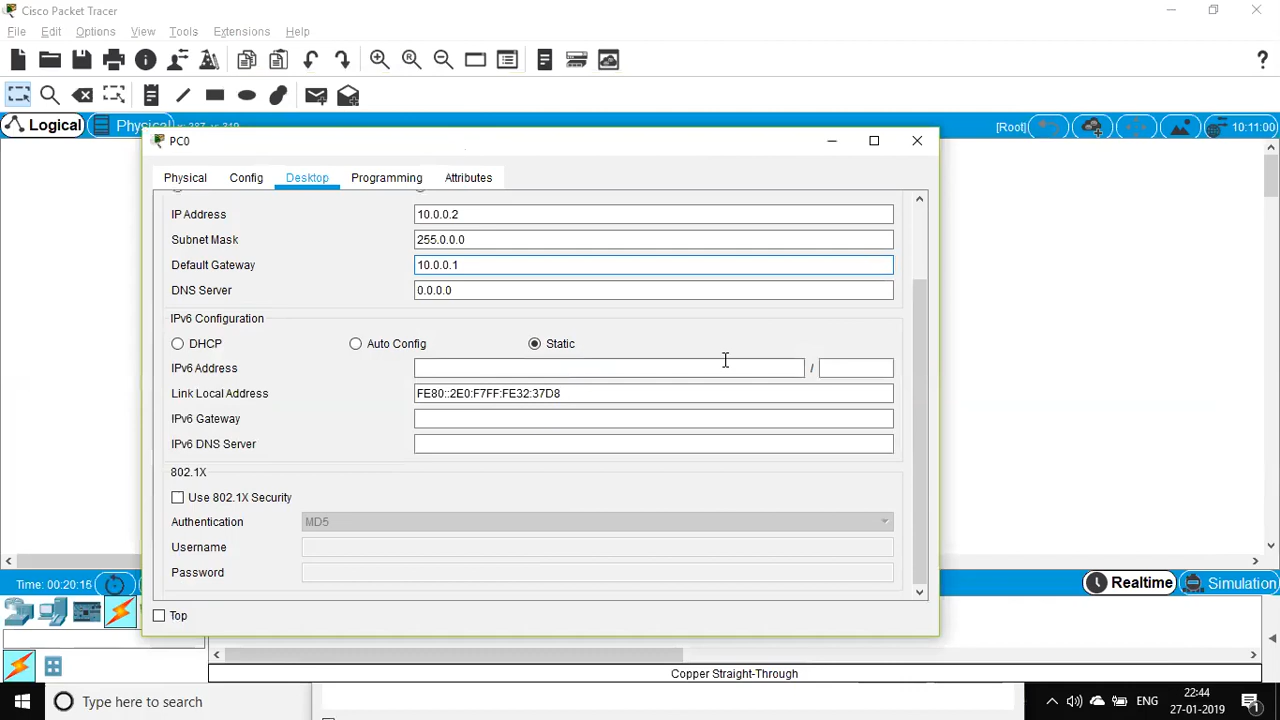 Cisco Packet Tracer
File Edit Options View Tools Extensions Help
?
Logical
[Root] 10:11:00
PC0
Physical Config Desktop Programming Attributes
IP Address 10.0.0.2
Subnet Mask 255.0.0.0
Default Gateway 10.0.0.1
DNS Server 0.0.0.0
IPv6 Configuration
DHCP Auto Config Static
IPv6 Address /
Link Local Address FE80::2E0:F7FF:FE32:37D8
IPv6 Gateway
IPv6 DNS Server
802.1X
Use 802.1X Security
Authentication MD5
Username
Password
Time: 00:20:16 Realtime Simulation
Top
Copper Straight-Through
Type here to search
ENG 22:44
27-01-2019
1